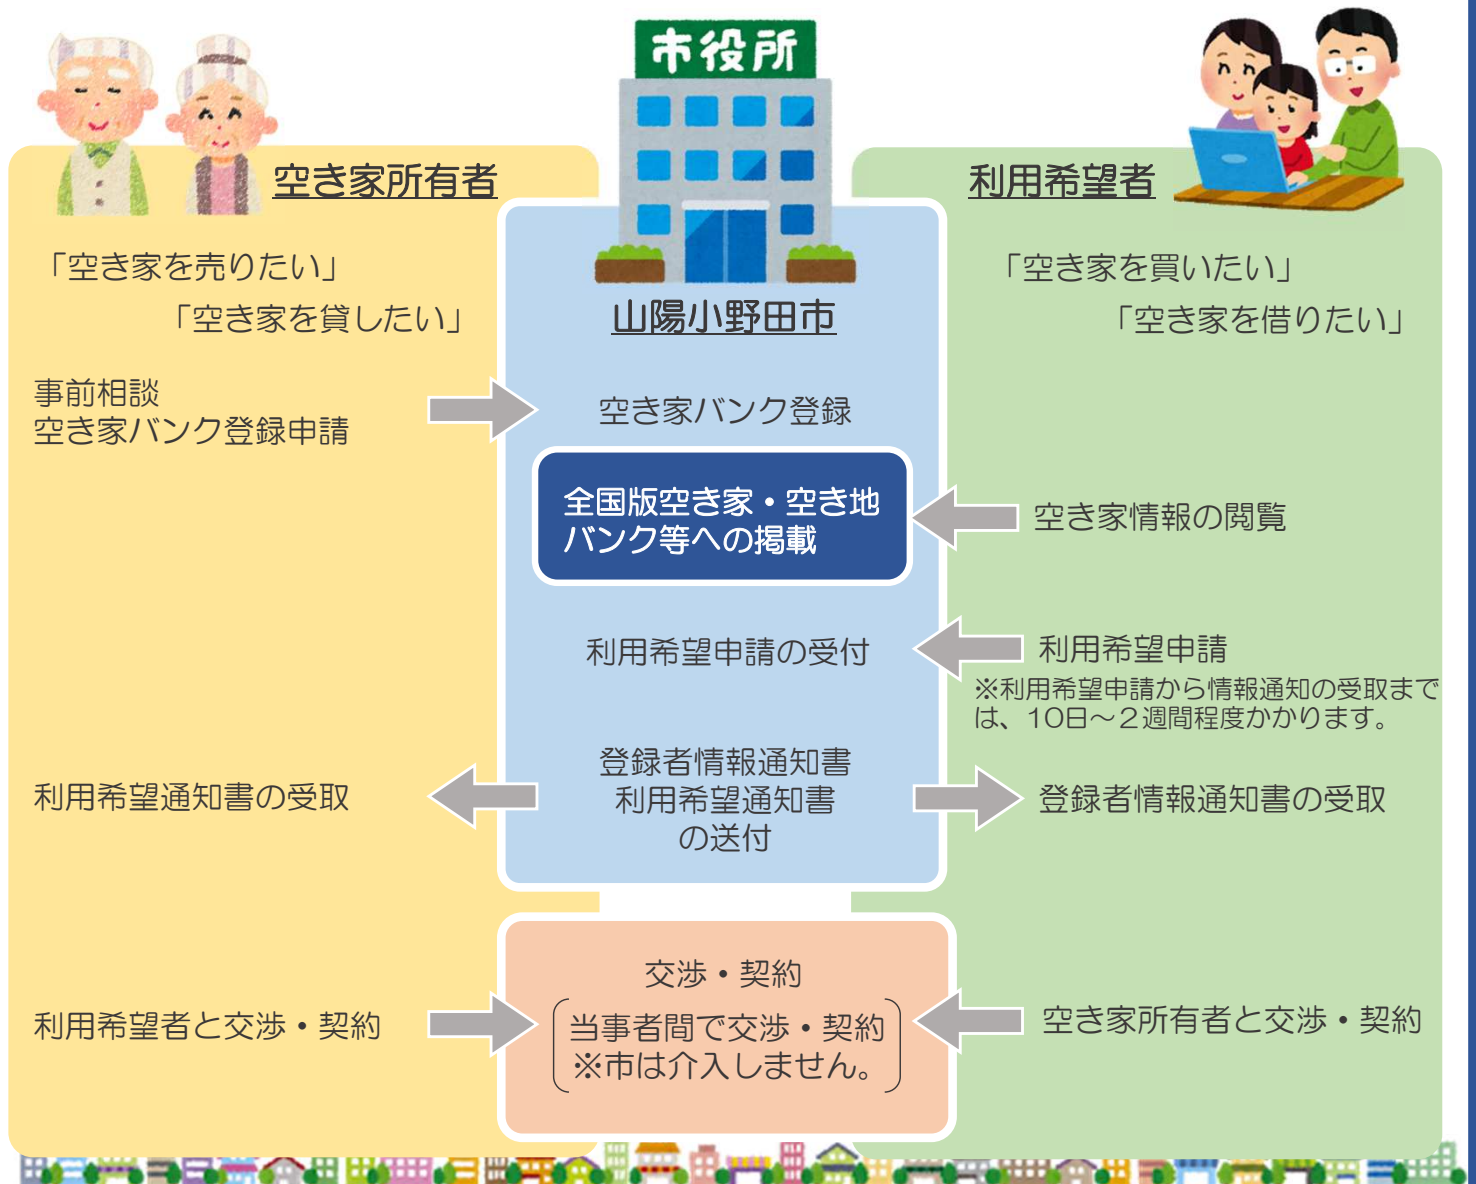 市役所
空き家所有者
利用希望者
「空き家を売りたい」
「空き家を貸したい」
山陽小野田市
「空き家を買いたい」
「空き家を借りたい」
事前相談
空き家バンク登録申請
空き家バンク登録
全国版空き家・空き地
バンク等への掲載
空き家情報の閲覧
利用希望申請の受付
利用希望申請
※利用希望申請から情報通知の受取まで
は、10日～２週間程度かかります。
登録者情報通知書
利用希望通知書
の送付
利用希望通知書の受取
登録者情報通知書の受取
交渉・契約
当事者間で交渉・契約
※市は介入しません。
利用希望者と交渉・契約
空き家所有者と交渉・契約